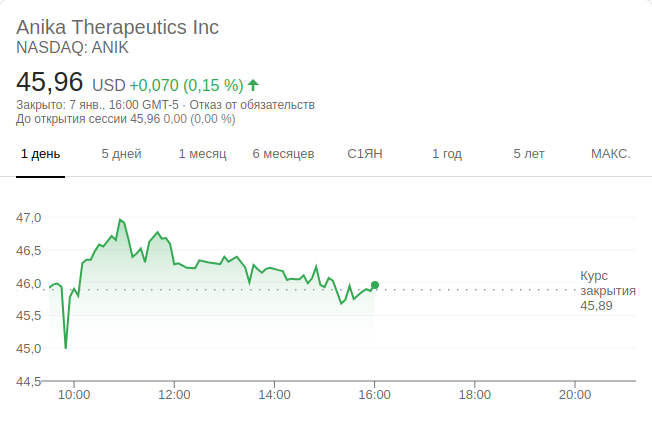 Anika Therapeutics Inc
NASDAQ: ANIK
45,96 USD +0,070 (0,15 %)
Закрыто: 7 янв., 16:00 GMT-5 · Отказ от обязательств
До открытия сессии 45,96 0,00 (0,00 %)
1 день 5 дней 1 месяц 6 месяцев С1ЯН 1 год 5 лет МАКС.
47,0
46,5
46,0
45,5
45,0
44,5
Курс
закрытия
45,89
10:00 12:00 14:00 16:00 18:00 20:00